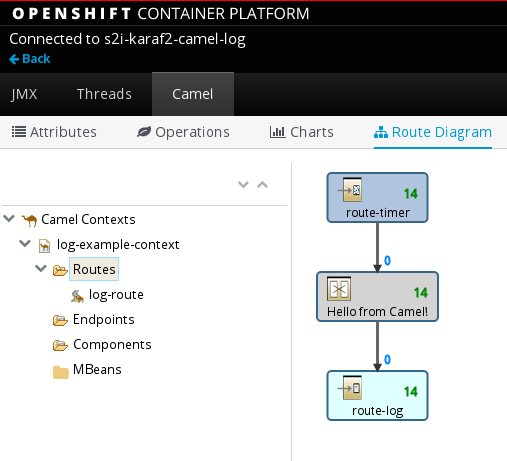 OPENSHIFT CONTAINER PLATFORM
Connected to s2i-karaf2-camel-log
Back
JMX Threads Camel
Attributes Operations Charts Route Diagram
Camel Contexts
log-example-context
Routes
log-route
Endpoints
Components
MBeans
14
route-timer
0
14
Hello from Camel!
0
14
route-log